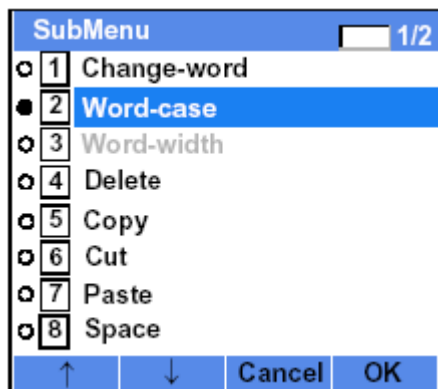 SubMenu 1/2
1 Change-word
2 Word-case
3 Word-width
4 Delete
5 Copy
6 Cut
7 Paste
8 Space
↑ ↓ Cancel OK